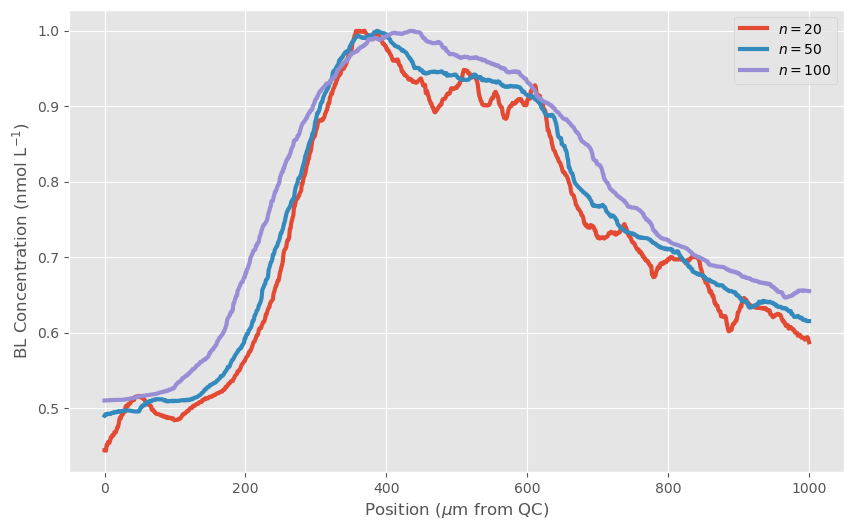 1.0
0.9
0.8
0.7
0.6
0.5
BL Concentration (nmol L⁻¹)
0 200 400 600 800 1000
Position (μm from QC)
n = 20
n = 50
n = 100